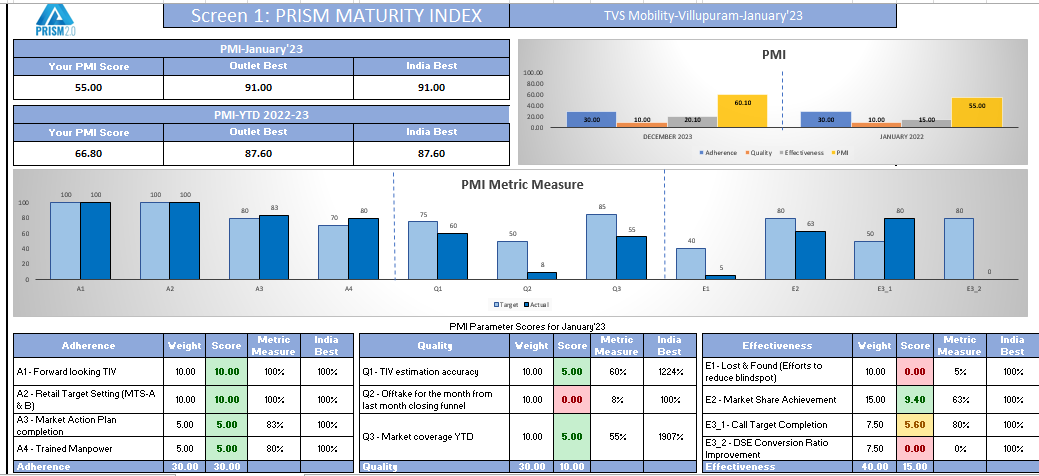 PRISM 2.0
Screen 1: PRISM MATURITY INDEX
TVS Mobility-Villupuram-January'23
PMI-January'23
Your PMI Score Outlet Best India Best
55.00 91.00 91.00
PMI-YTD 2022-23
Your PMI Score Outlet Best India Best
66.80 87.60 87.60
PMI
100.00
80.00
60.00
40.00
20.00
0.00
30.00 10.00 20.10 60.10
30.00 10.00 15.00 55.00
DECEMBER 2023 JANUARY 2022
Adherence Quality Effectiveness PMI
PMI Metric Measure
100
80
60
40
20
0
100 100 100 100 80 83 70 80 75 60 50 8 85 55 40 5 80 63 50 80 80 0
A1 A2 A3 A4 Q1 Q2 Q3 E1 E2 E3_1 E3_2
Target Actual
PMI Parameter Scores for January'23
Adherence Weight Score Metric Measure India Best
A1 - Forward looking TIV 10.00 10.00 100% 100%
A2 - Retail Target Setting (MTS-A & B) 10.00 10.00 100% 100%
A3 - Market Action Plan completion 5.00 5.00 83% 100%
A4 - Trained Manpower 5.00 5.00 80% 100%
Adherence 30.00 30.00
Quality Weight Score Metric Measure India Best
Q1 - TIV estimation accuracy 10.00 5.00 60% 1224%
Q2 - Offtake for the month from last month closing funnel 10.00 0.00 8% 100%
Q3 - Market coverage YTD 10.00 5.00 55% 1907%
Quality 30.00 10.00
Effectiveness Weight Score Metric Measure India Best
E1 - Lost & Found (Efforts to reduce blindspot) 10.00 0.00 5% 100%
E2 - Market Share Achievement 15.00 9.40 63% 100%
E3_1 - Call Target Completion 7.50 5.60 80% 100%
E3_2 - DSE Conversion Ratio Improvement 7.50 0.00 0% 100%
Effectiveness 40.00 15.00